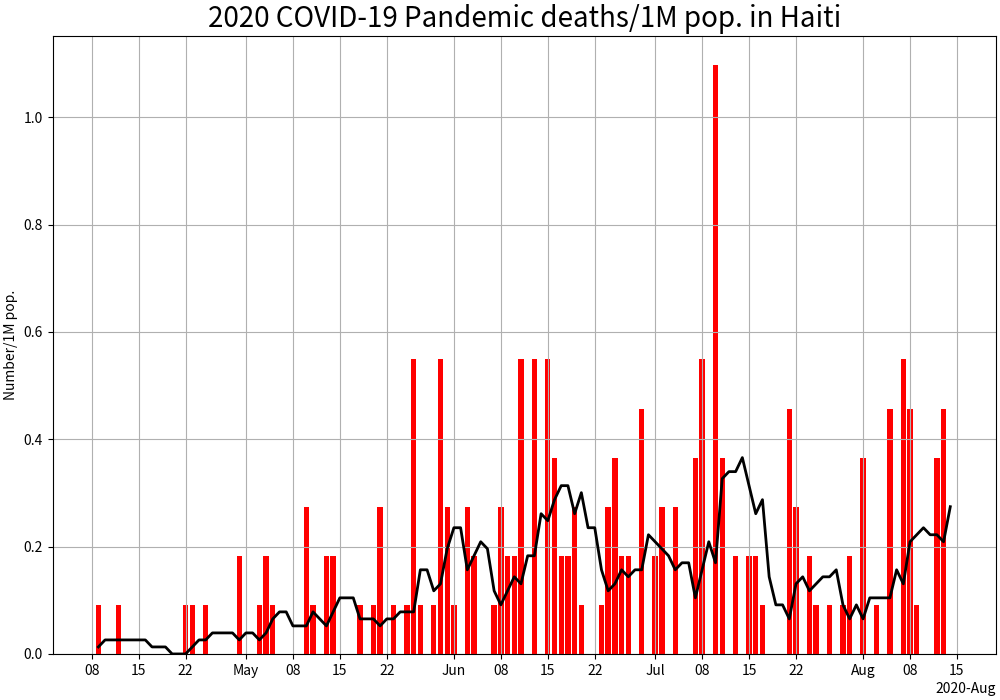 2020 COVID-19 Pandemic deaths/1M pop. in Haiti
Number/1M pop.
1.0
0.8
0.6
0.4
0.2
0.0
08 15 22 May 08 15 22 Jun 08 15 22 Jul 08 15 22 Aug 08 15
2020-Aug